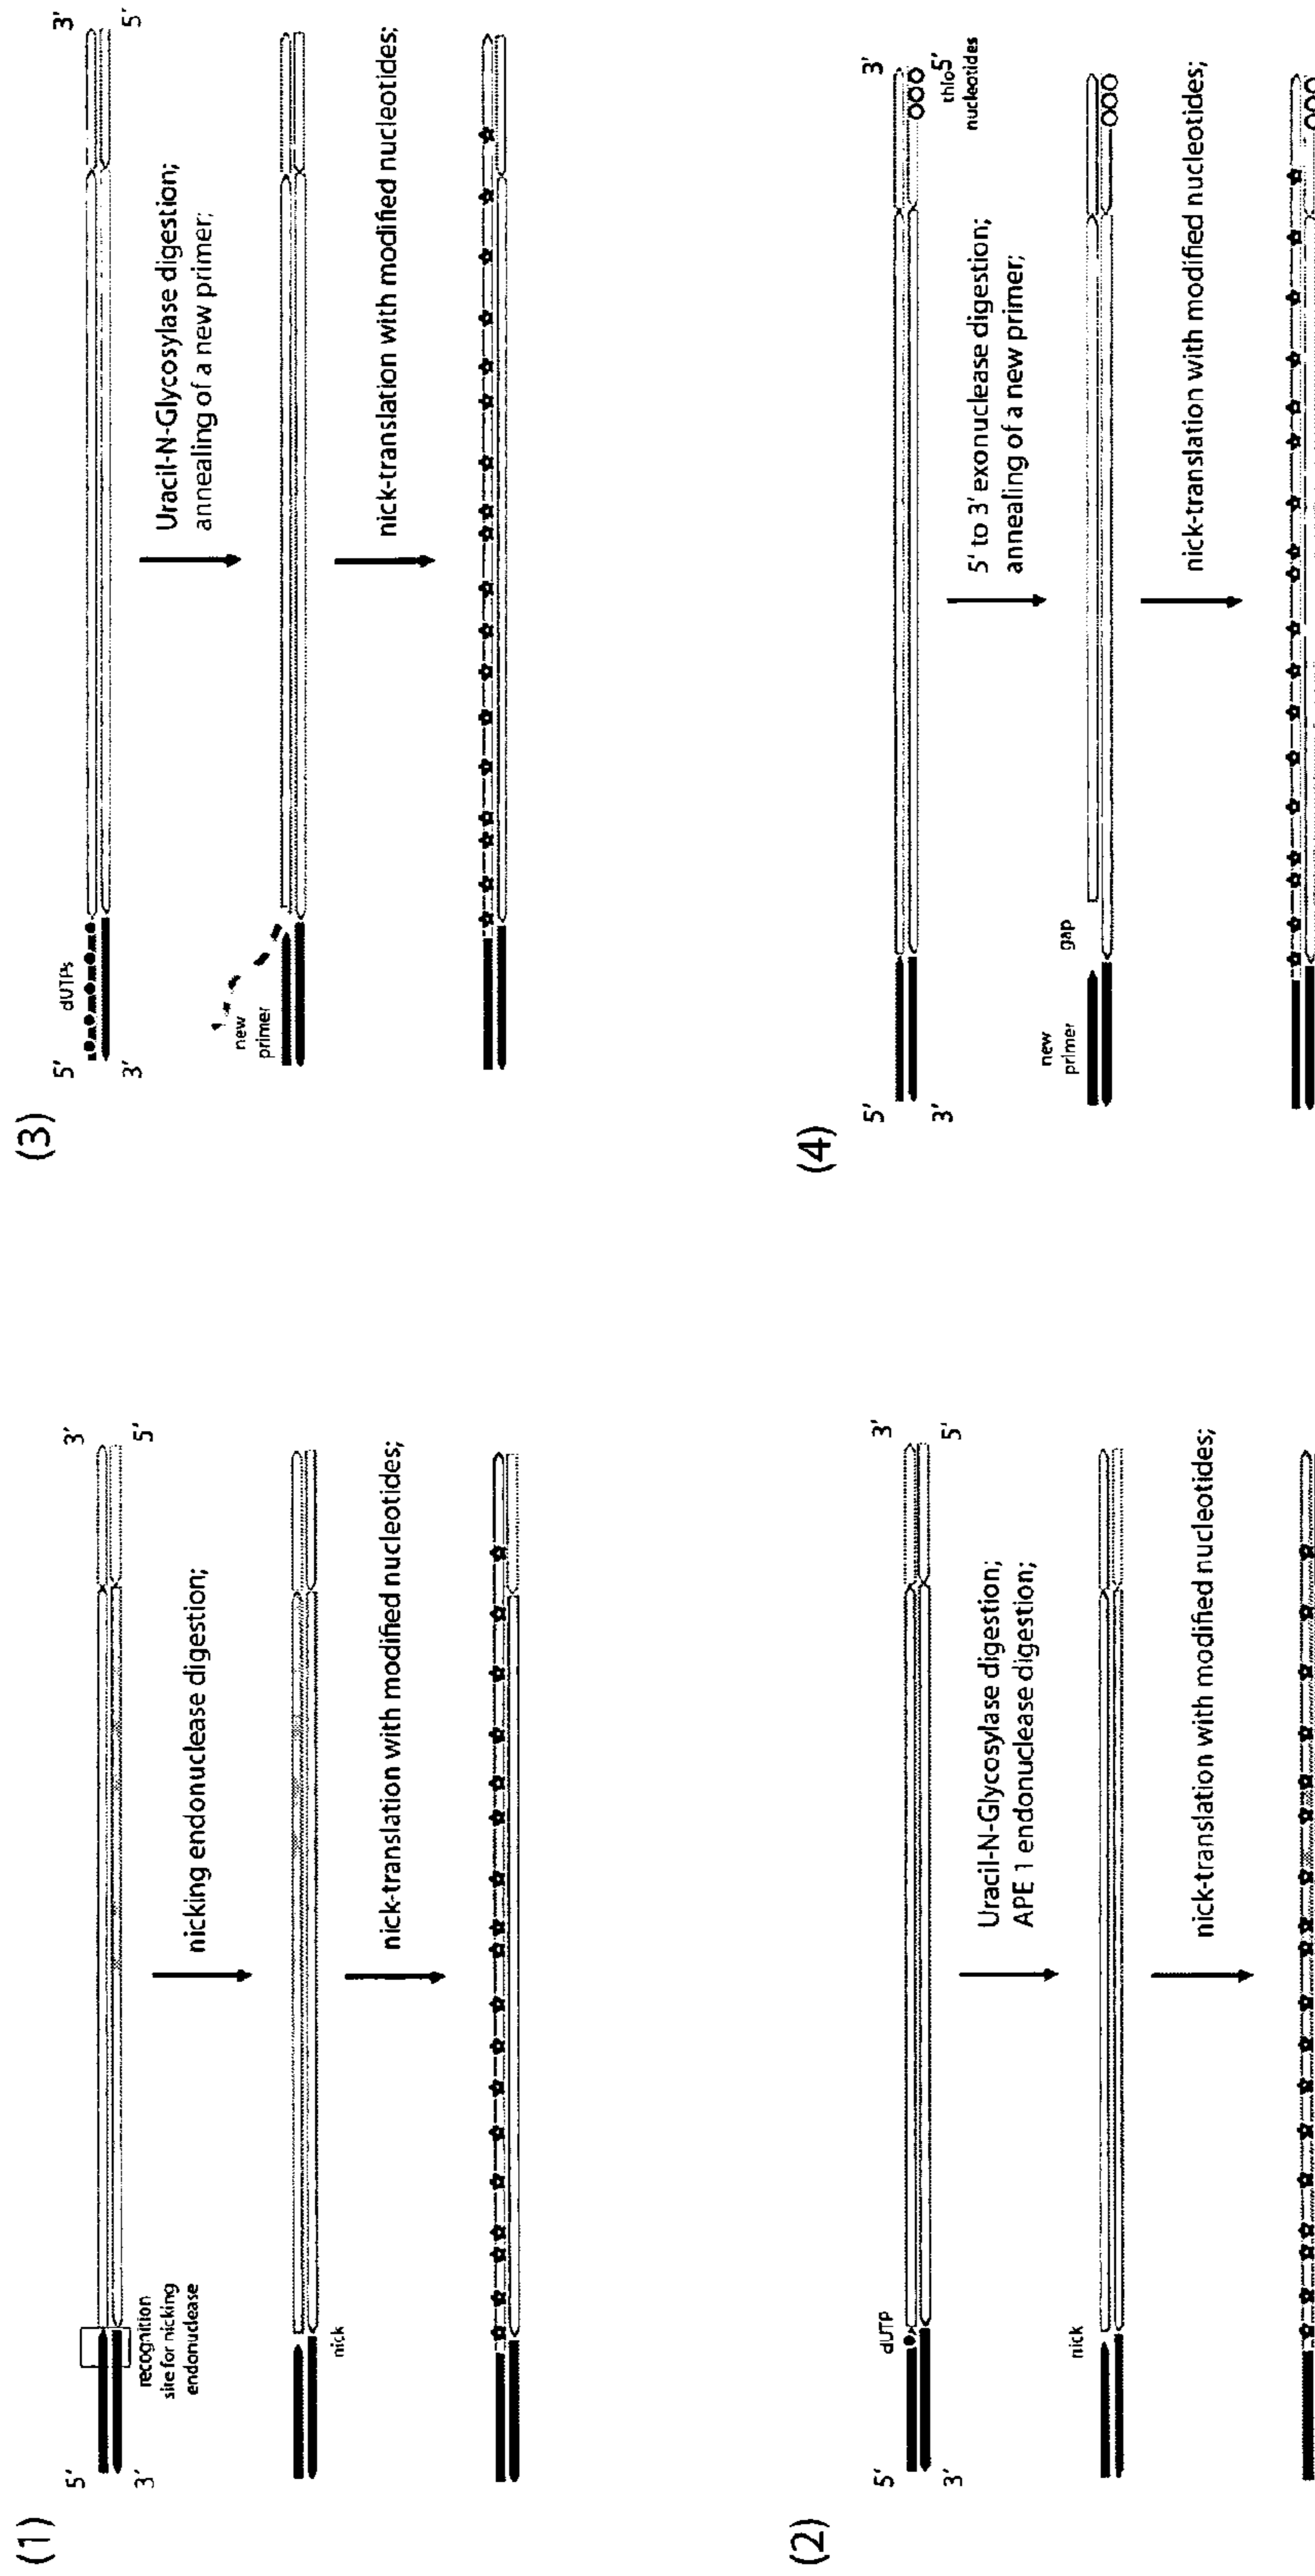 (1)
5'
3'
3'
5'
recognition
site for nicking
endonuclease
nicking endonuclease digestion;
nick
nick-translation with modified nucleotides;
(2)
5'
3'
dUTP
3'
5'
Uracil-N-Glycosylase digestion;
APE 1 endonuclease digestion;
nick
nick-translation with modified nucleotides;
(3)
5'
3'
dUTPs
3'
5'
Uracil-N-Glycosylase digestion;
annealing of a new primer;
new
primer
nick-translation with modified nucleotides;
(4)
5'
3'
3'
5'
thio
nucleotides
5' to 3' exonuclease digestion;
annealing of a new primer;
new
primer
gap
nick-translation with modified nucleotides;